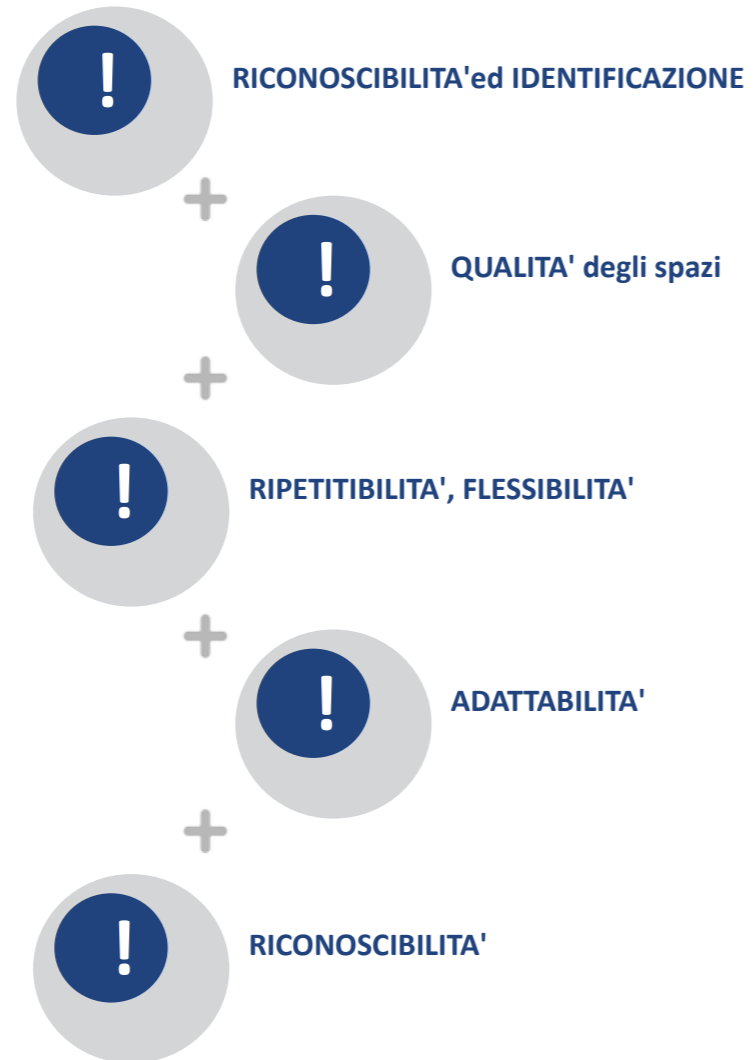 ! RICONOSCIBILITA'ed IDENTIFICAZIONE
+
! QUALITA' degli spazi
+
! RIPETITIBILITA', FLESSIBILITA'
+
! ADATTABILITA'
+
! RICONOSCIBILITA'